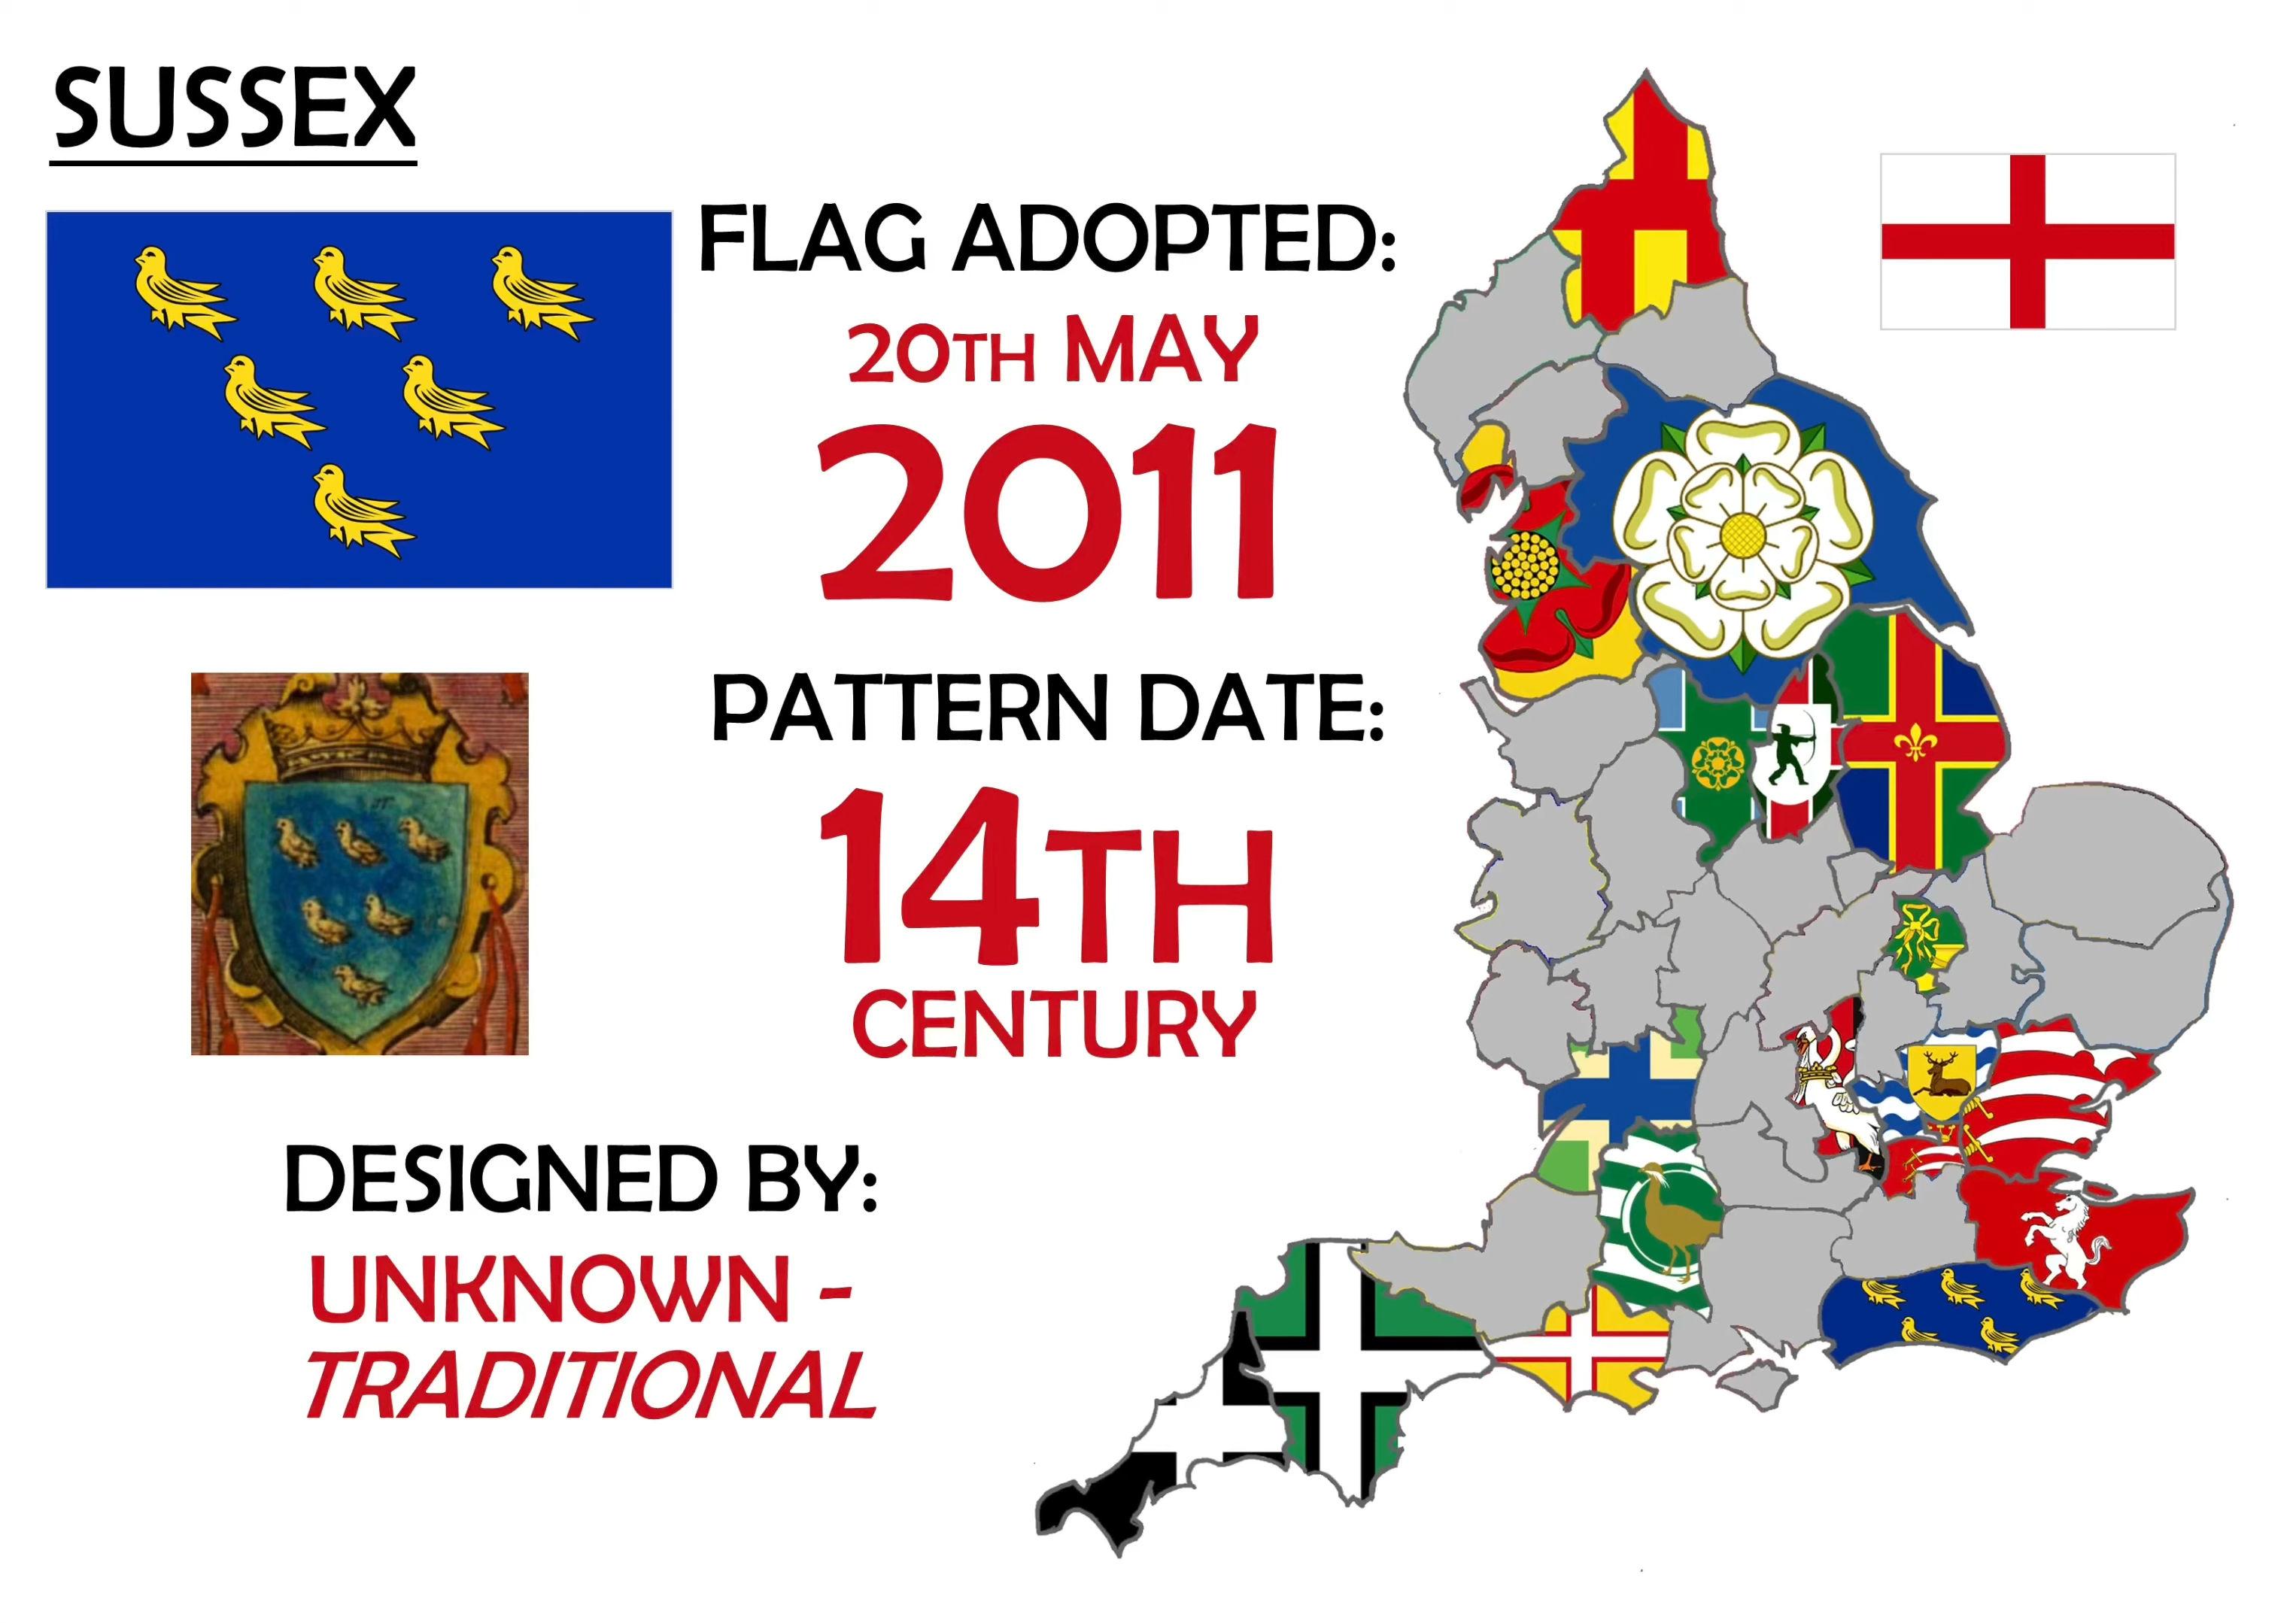 SUSSEX
FLAG ADOPTED:
20TH MAY
2011
PATTERN DATE:
14TH
CENTURY
DESIGNED BY:
UNKNOWN -
TRADITIONAL